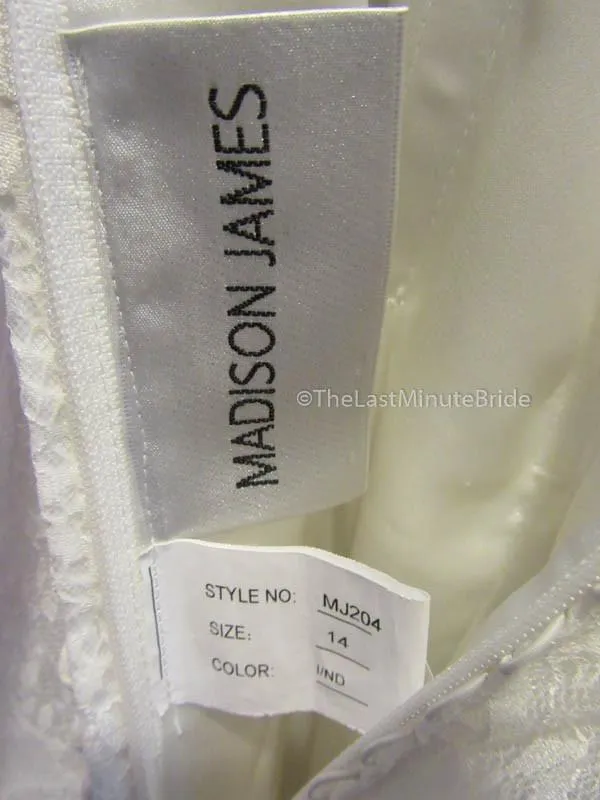 MADISON JAMES
©TheLastMinuteBride
STYLE NO: MJ204
SIZE: 14
COLOR: I/ND